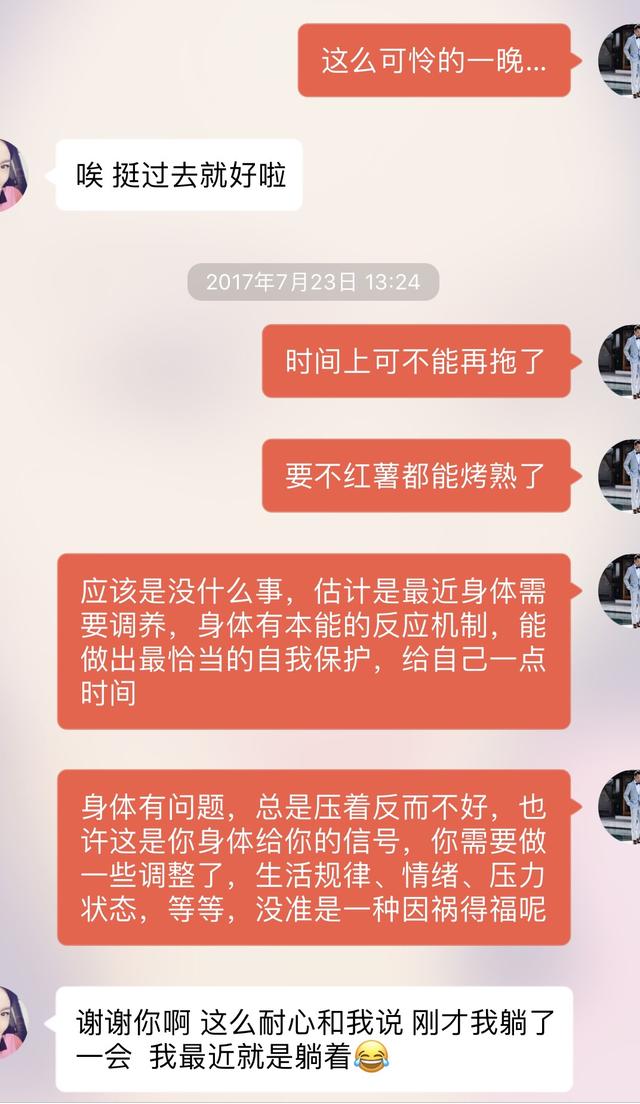 这么可怜的一晚...
唉 挺过去就好啦
2017年7月23日 13:24
时间上可不能再拖了
要不红薯都能烤熟了
应该是没什么事，估计是最近身体需
要调养，身体有本能的反应机制，能
做出最恰当的自我保护，给自己一点
时间
身体有问题，总是压着反而不好，也
许这是你身体给你的信号，你需要做
一些调整了，生活规律、情绪、压力
状态，等等，没准是一种因祸得福呢
谢谢你啊 这么耐心和我说 刚才我躺了
一会 我最近就是躺着😂